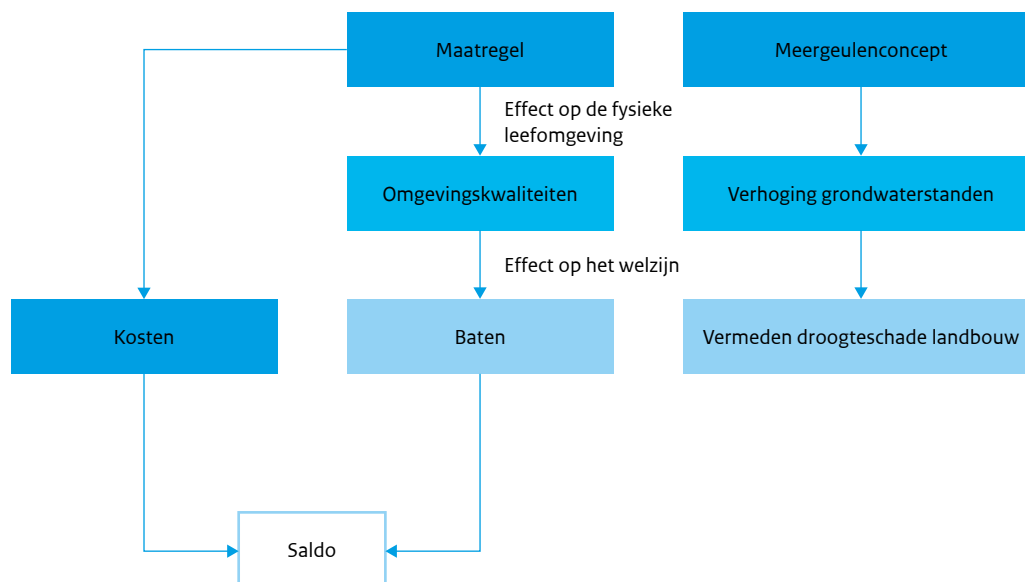 Maatregel
Meergeulenconcept
Effect op de fysieke
leefomgeving
Omgevingskwaliteiten
Verhoging grondwaterstanden
Effect op het welzijn
Kosten
Baten
Vermeden droogteschade landbouw
Saldo